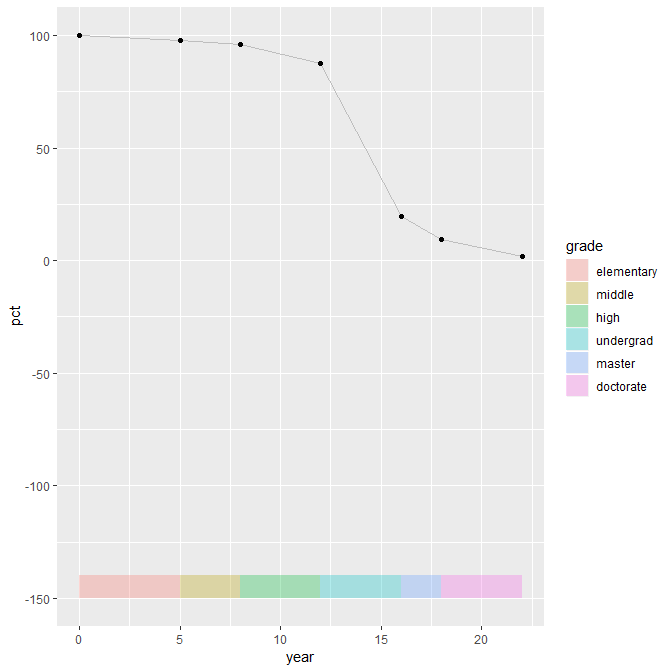 100
50
0
-50
-100
-150
pct
0 5 10 15 20
year
grade
elementary
middle
high
undergrad
master
doctorate